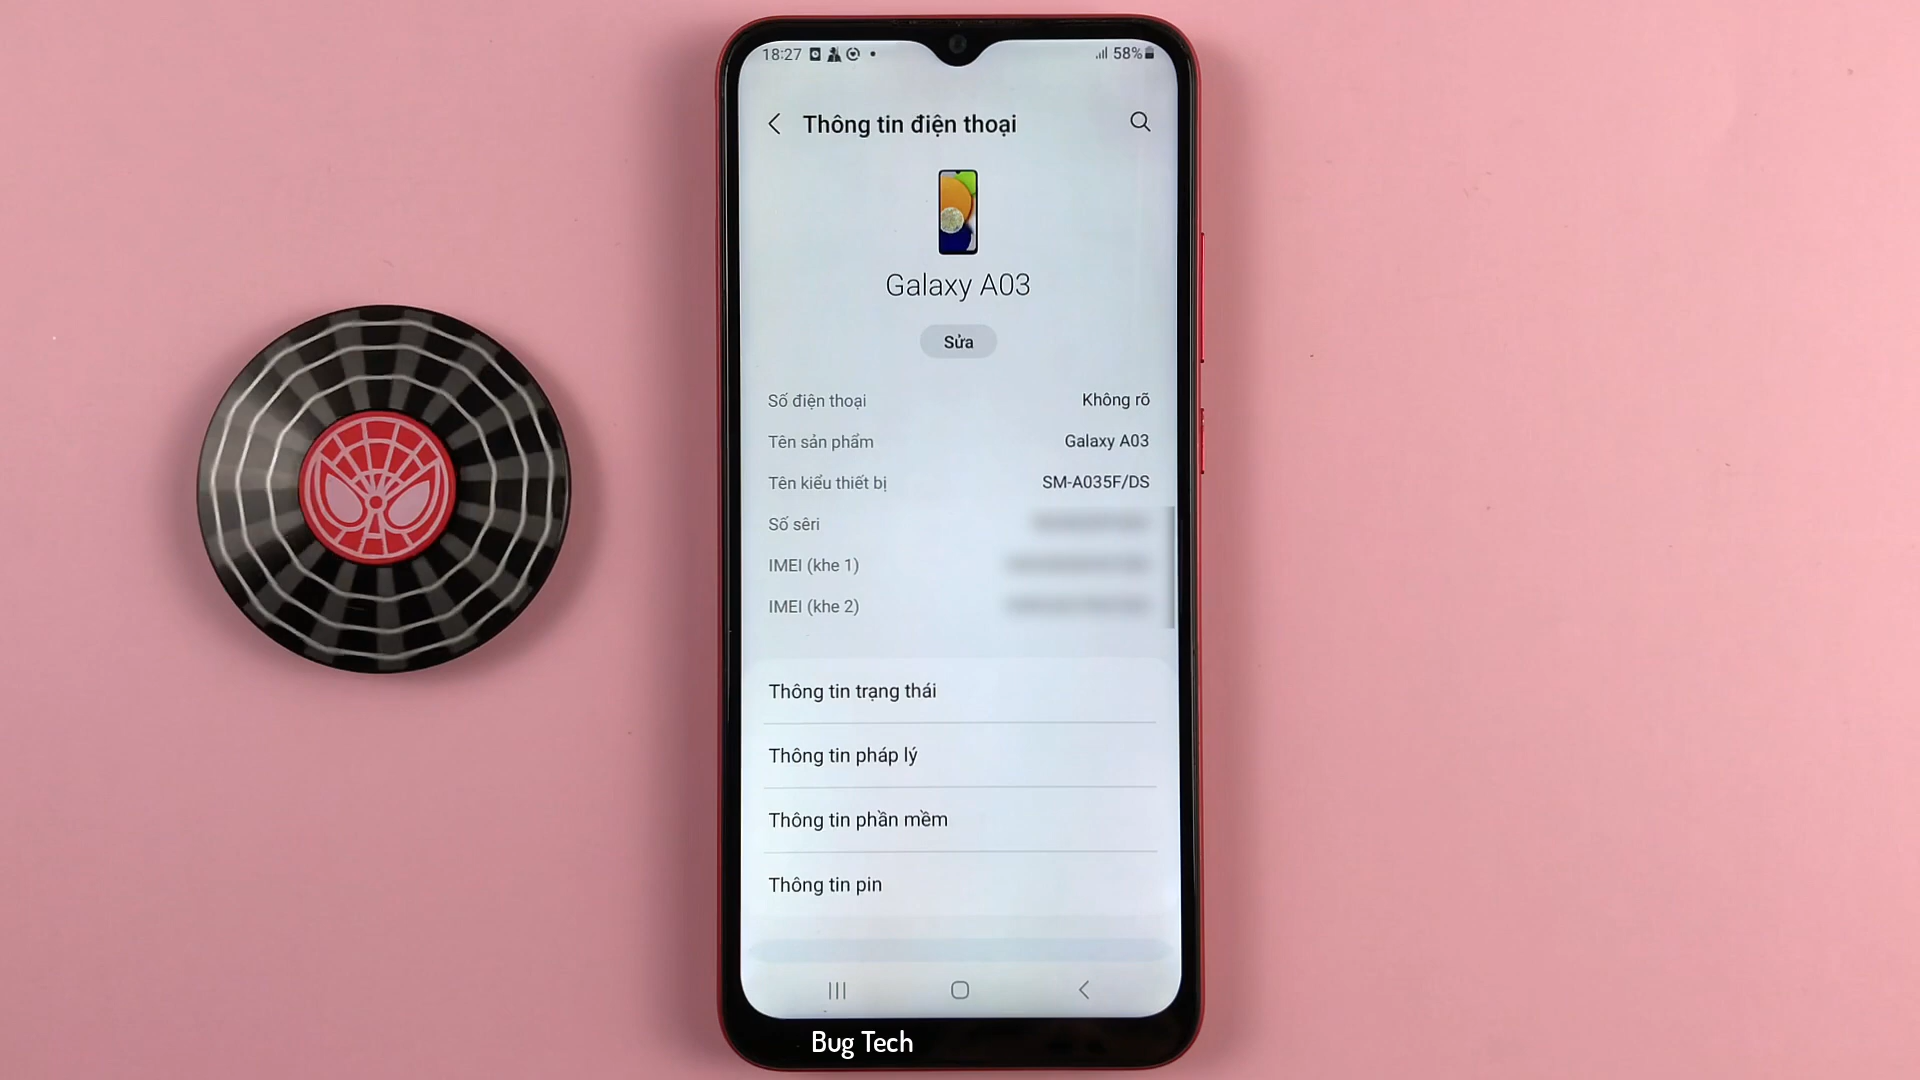 18:27
58%
Thông tin điện thoại
Galaxy A03
Sửa
Số điện thoại Không rõ
Tên sản phẩm Galaxy A03
Tên kiểu thiết bị SM-A035F/DS
Số sêri
IMEI (khe 1)
IMEI (khe 2)
Thông tin trạng thái
Thông tin pháp lý
Thông tin phần mềm
Thông tin pin
Bug Tech